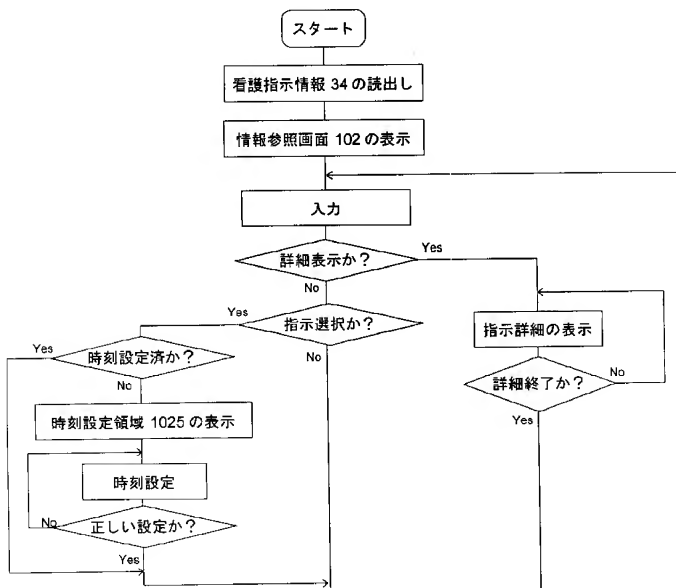 スタート
看護指示情報 34 の読出し
情報参照画面 102 の表示
入力
詳細表示か？
Yes
No
指示選択か？
Yes
No
指示詳細の表示
詳細終了か？
No
Yes
時刻設定済か？
Yes
No
時刻設定領域 1025 の表示
時刻設定
正しい設定か？
No
Yes